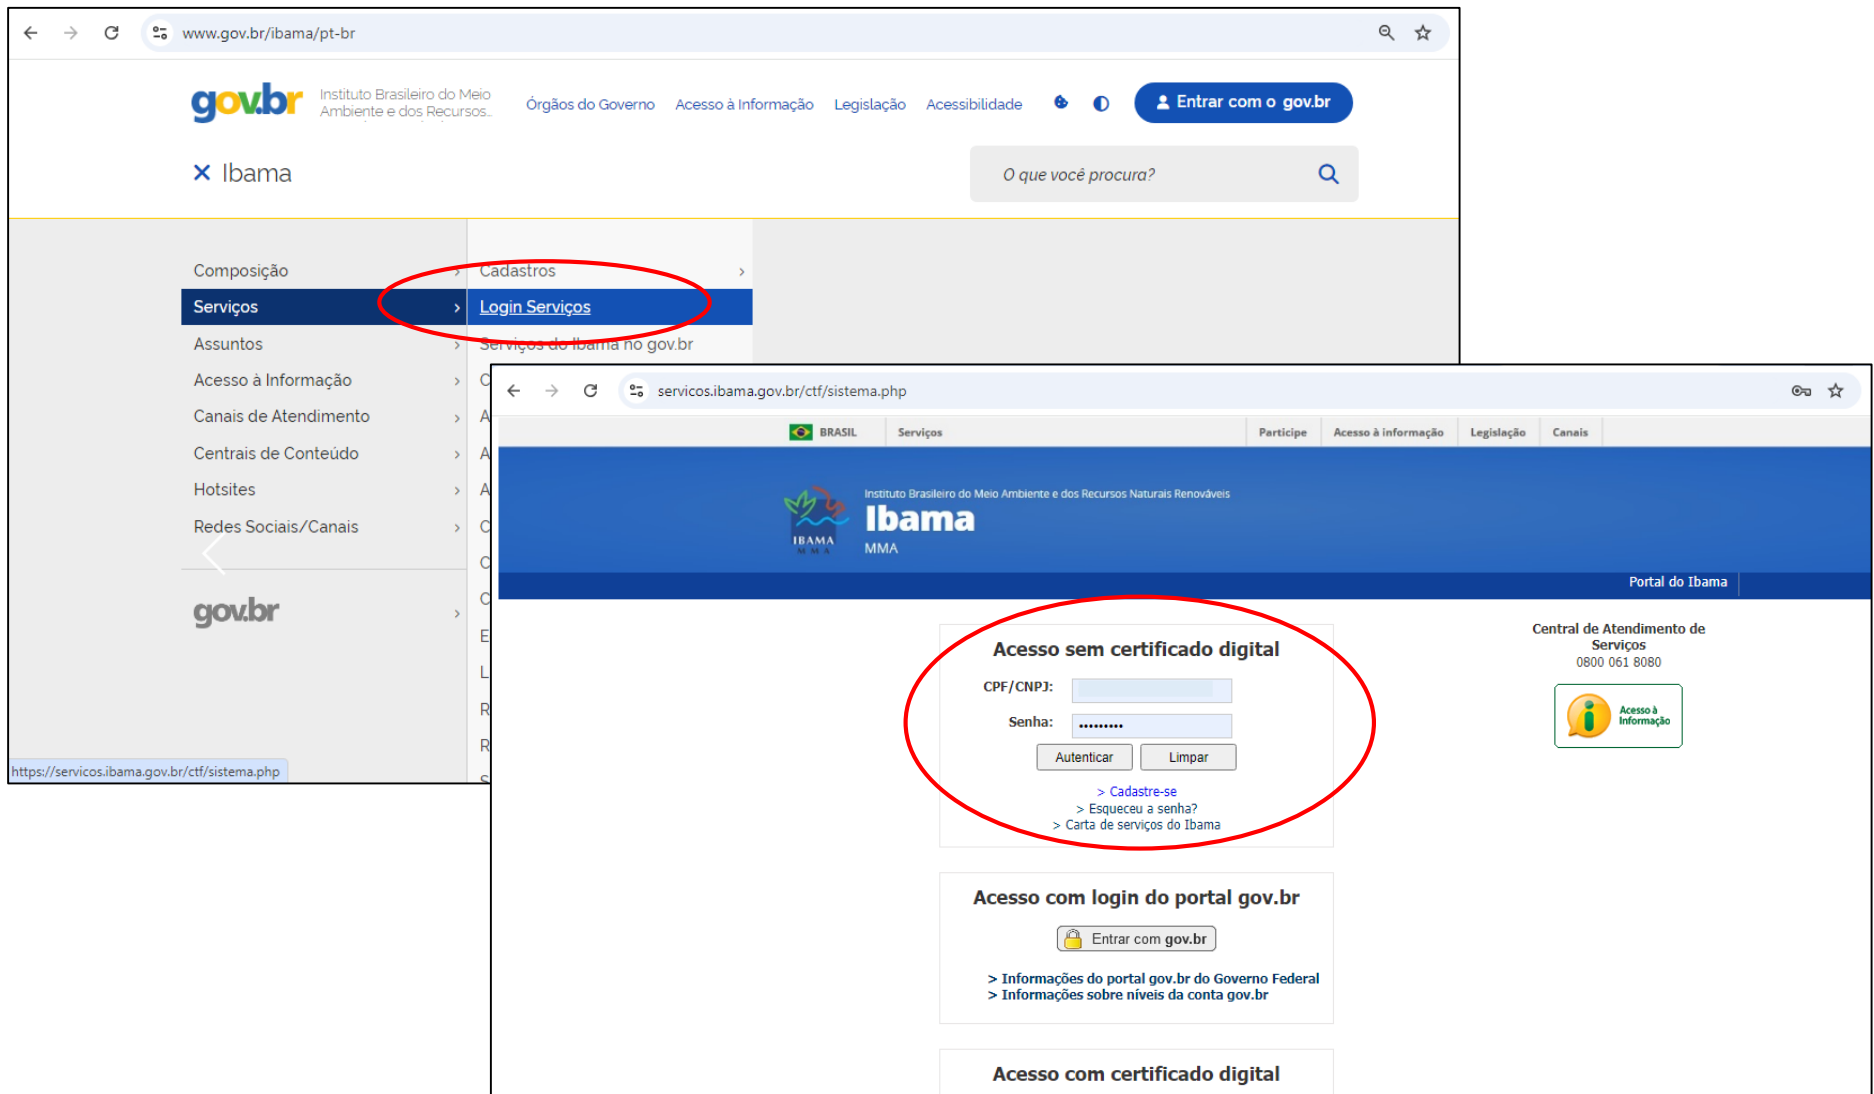 www.gov.br/ibama/pt-br
gov.br
Instituto Brasileiro do Meio
Ambiente e dos Recursos...
Órgãos do Governo
Acesso à Informação
Legislação
Acessibilidade
Entrar com o gov.br
Ibama
O que você procura?
Composição
Serviços
Assuntos
Acesso à Informação
Canais de Atendimento
Centrais de Conteúdo
Hotsites
Redes Sociais/Canais
gov.br
Cadastros
Login Serviços
Serviços do Ibama no gov.br
C
A
A
A
C
C
C
E
L
R
R
S
https://servicos.ibama.gov.br/ctf/sistema.php
servicos.ibama.gov.br/ctf/sistema.php
BRASIL
Serviços
Participe
Acesso à informação
Legislação
Canais
IBAMA
M M A
Instituto Brasileiro do Meio Ambiente e dos Recursos Naturais Renováveis
Ibama
MMA
Portal do Ibama
Acesso sem certificado digital
CPF/CNPJ:
Senha: •••••••••
Autenticar
Limpar
> Cadastre-se
> Esqueceu a senha?
> Carta de serviços do Ibama
Central de Atendimento de
Serviços
0800 061 8080
Acesso à
Informação
Acesso com login do portal gov.br
Entrar com gov.br
> Informações do portal gov.br do Governo Federal
> Informações sobre níveis da conta gov.br
Acesso com certificado digital